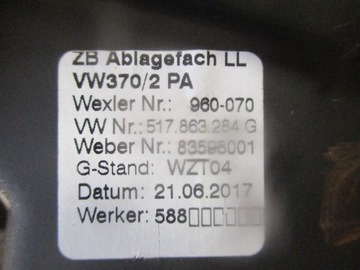 ZB Ablagefach LL
VW370/2 PA
Wexler Nr.: 960-070
VW Nr.: 517.863.284 G
Weber Nr.: 83598001
G-Stand: WZT04
Datum: 21.06.2017
Werker: 588□□□□□□